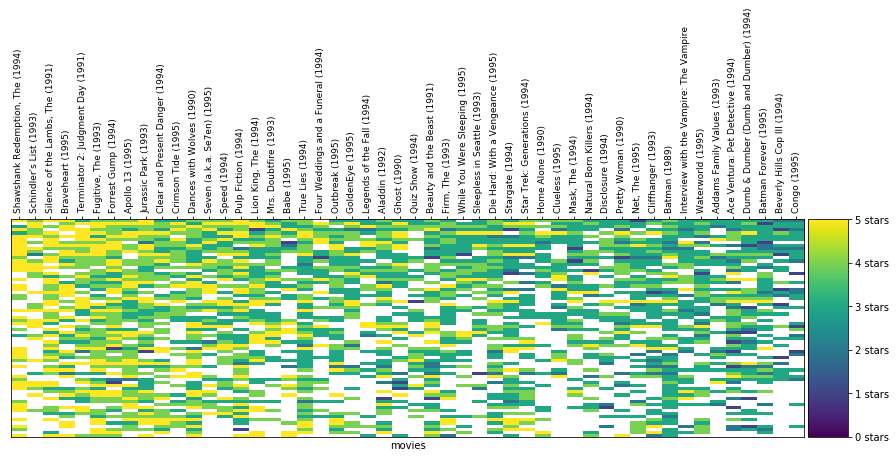 Shawshank Redemption, The (1994)
Schindler's List (1993)
Silence of the Lambs, The (1991)
Braveheart (1995)
Terminator 2: Judgment Day (1991)
Fugitive, The (1993)
Forrest Gump (1994)
Apollo 13 (1995)
Jurassic Park (1993)
Clear and Present Danger (1994)
Crimson Tide (1995)
Dances with Wolves (1990)
Seven (a.k.a. Se7en) (1995)
Speed (1994)
Pulp Fiction (1994)
Lion King, The (1994)
Mrs. Doubtfire (1993)
Babe (1995)
True Lies (1994)
Four Weddings and a Funeral (1994)
Outbreak (1995)
GoldenEye (1995)
Legends of the Fall (1994)
Aladdin (1992)
Ghost (1990)
Quiz Show (1994)
Beauty and the Beast (1991)
Firm, The (1993)
While You Were Sleeping (1995)
Sleepless in Seattle (1993)
Die Hard: With a Vengeance (1995)
Stargate (1994)
Star Trek: Generations (1994)
Home Alone (1990)
Clueless (1995)
Mask, The (1994)
Natural Born Killers (1994)
Disclosure (1994)
Pretty Woman (1990)
Net, The (1995)
Cliffhanger (1993)
Batman (1989)
Interview with the Vampire: The Vampire
Waterworld (1995)
Addams Family Values (1993)
Ace Ventura: Pet Detective (1994)
Dumb & Dumber (Dumb and Dumber) (1994)
Batman Forever (1995)
Beverly Hills Cop III (1994)
Congo (1995)
5 stars
4 stars
3 stars
2 stars
1 stars
0 stars
movies